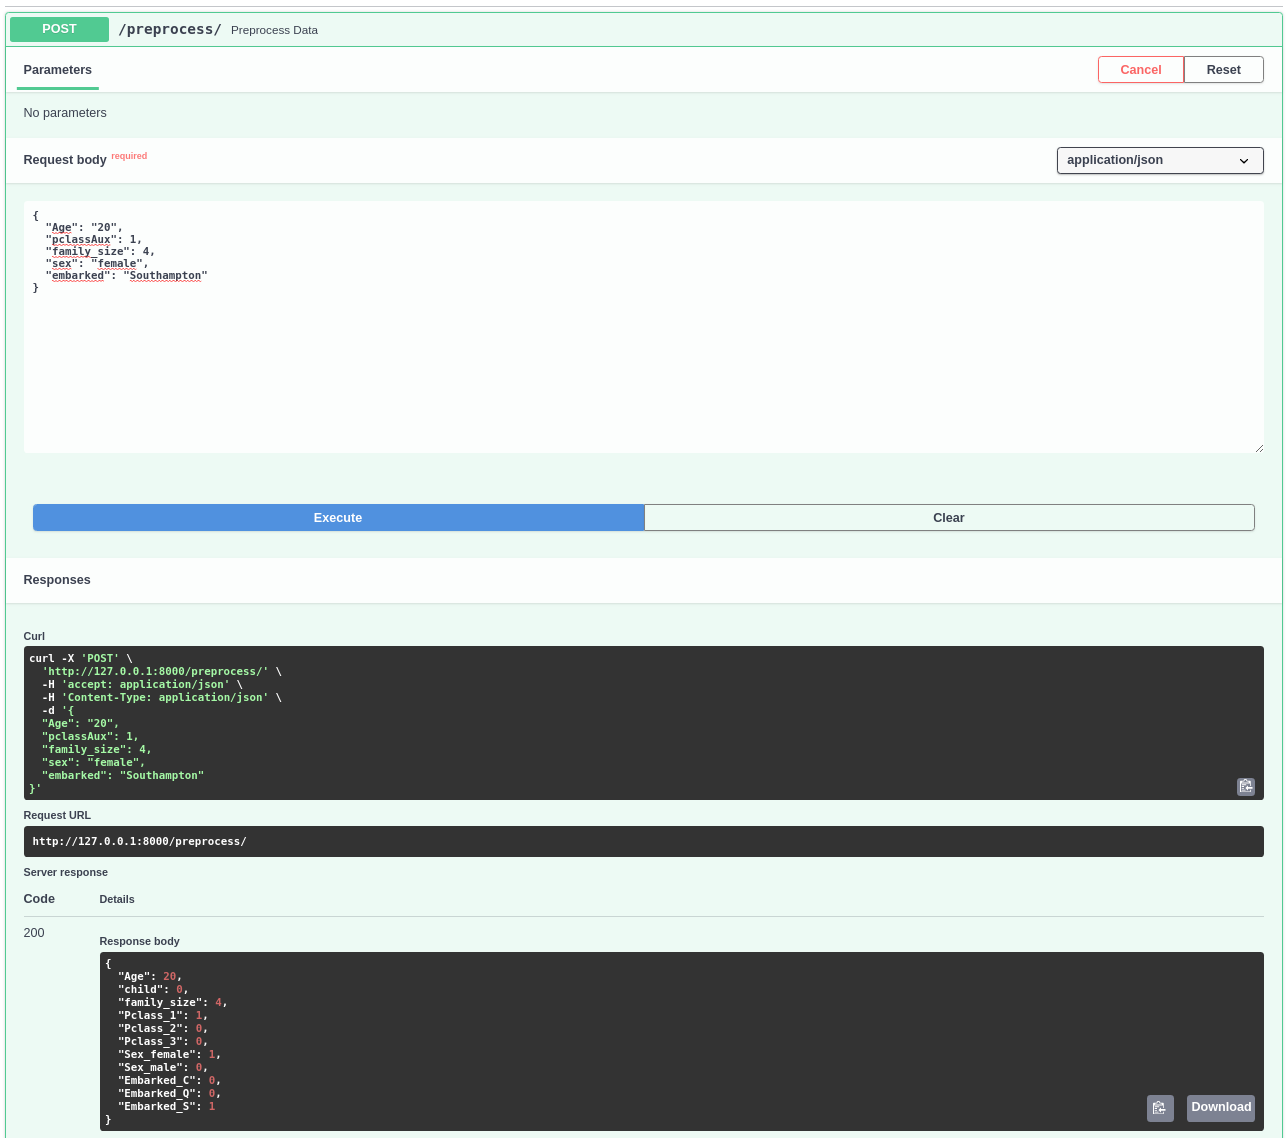 POST /preprocess/ Preprocess Data
Parameters Cancel Reset
No parameters
Request body required application/json
{
  "Age": "20",
  "pclassAux": 1,
  "family_size": 4,
  "sex": "female",
  "embarked": "Southampton"
}
Execute Clear
Responses
Curl
curl -X 'POST' \
  'http://127.0.0.1:8000/preprocess/' \
  -H 'accept: application/json' \
  -H 'Content-Type: application/json' \
  -d '{
  "Age": "20",
  "pclassAux": 1,
  "family_size": 4,
  "sex": "female",
  "embarked": "Southampton"
}'
Request URL
http://127.0.0.1:8000/preprocess/
Server response
Code Details
200
Response body
{
  "Age": 20,
  "child": 0,
  "family_size": 4,
  "Pclass_1": 1,
  "Pclass_2": 0,
  "Pclass_3": 0,
  "Sex_female": 1,
  "Sex_male": 0,
  "Embarked_C": 0,
  "Embarked_Q": 0,
  "Embarked_S": 1
}
Download